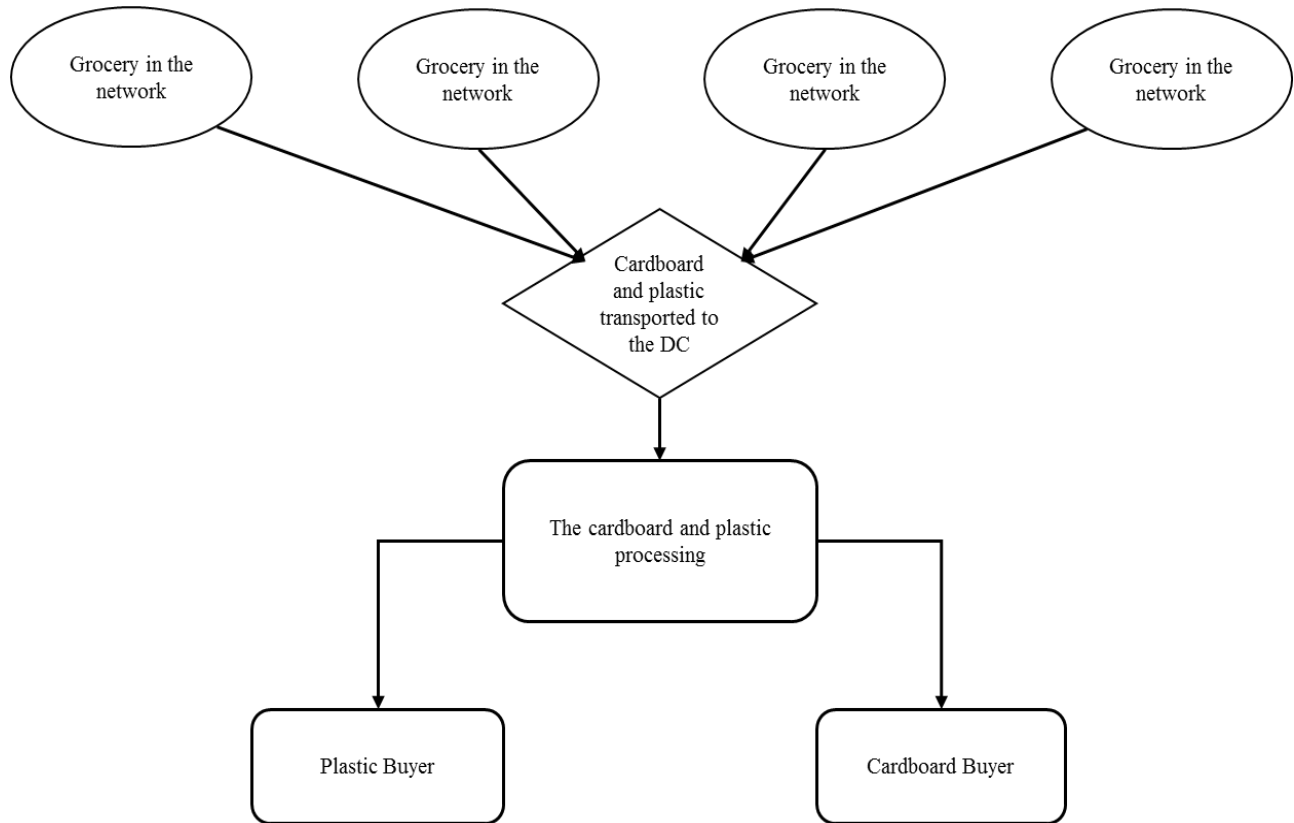 Grocery in the
network
Grocery in the
network
Grocery in the
network
Grocery in the
network
Cardboard
and plastic
transported to
the DC
The cardboard and plastic
processing
Plastic Buyer
Cardboard Buyer